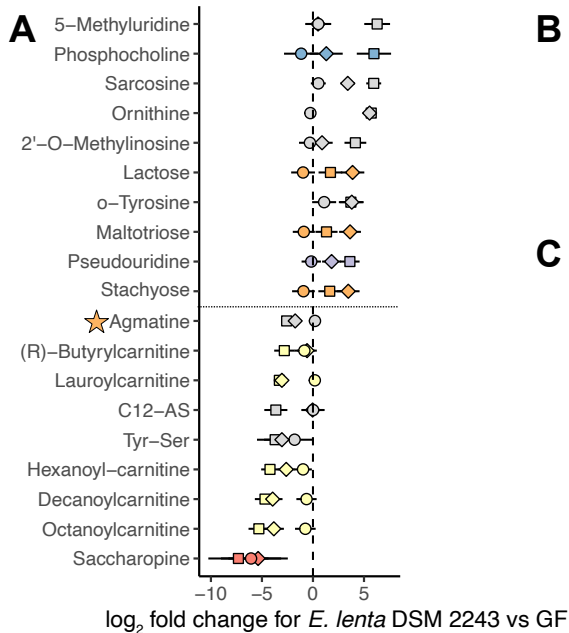 A
B
C
5−Methyluridine
Phosphocholine
Sarcosine
Ornithine
2'−O−Methylinosine
Lactose
o−Tyrosine
Maltotriose
Pseudouridine
Stachyose
Agmatine
(R)−Butyrylcarnitine
Lauroylcarnitine
C12−AS
Tyr−Ser
Hexanoyl−carnitine
Decanoylcarnitine
Octanoylcarnitine
Saccharopine
−10 −5 0 5
log2 fold change for E. lenta DSM 2243 vs GF